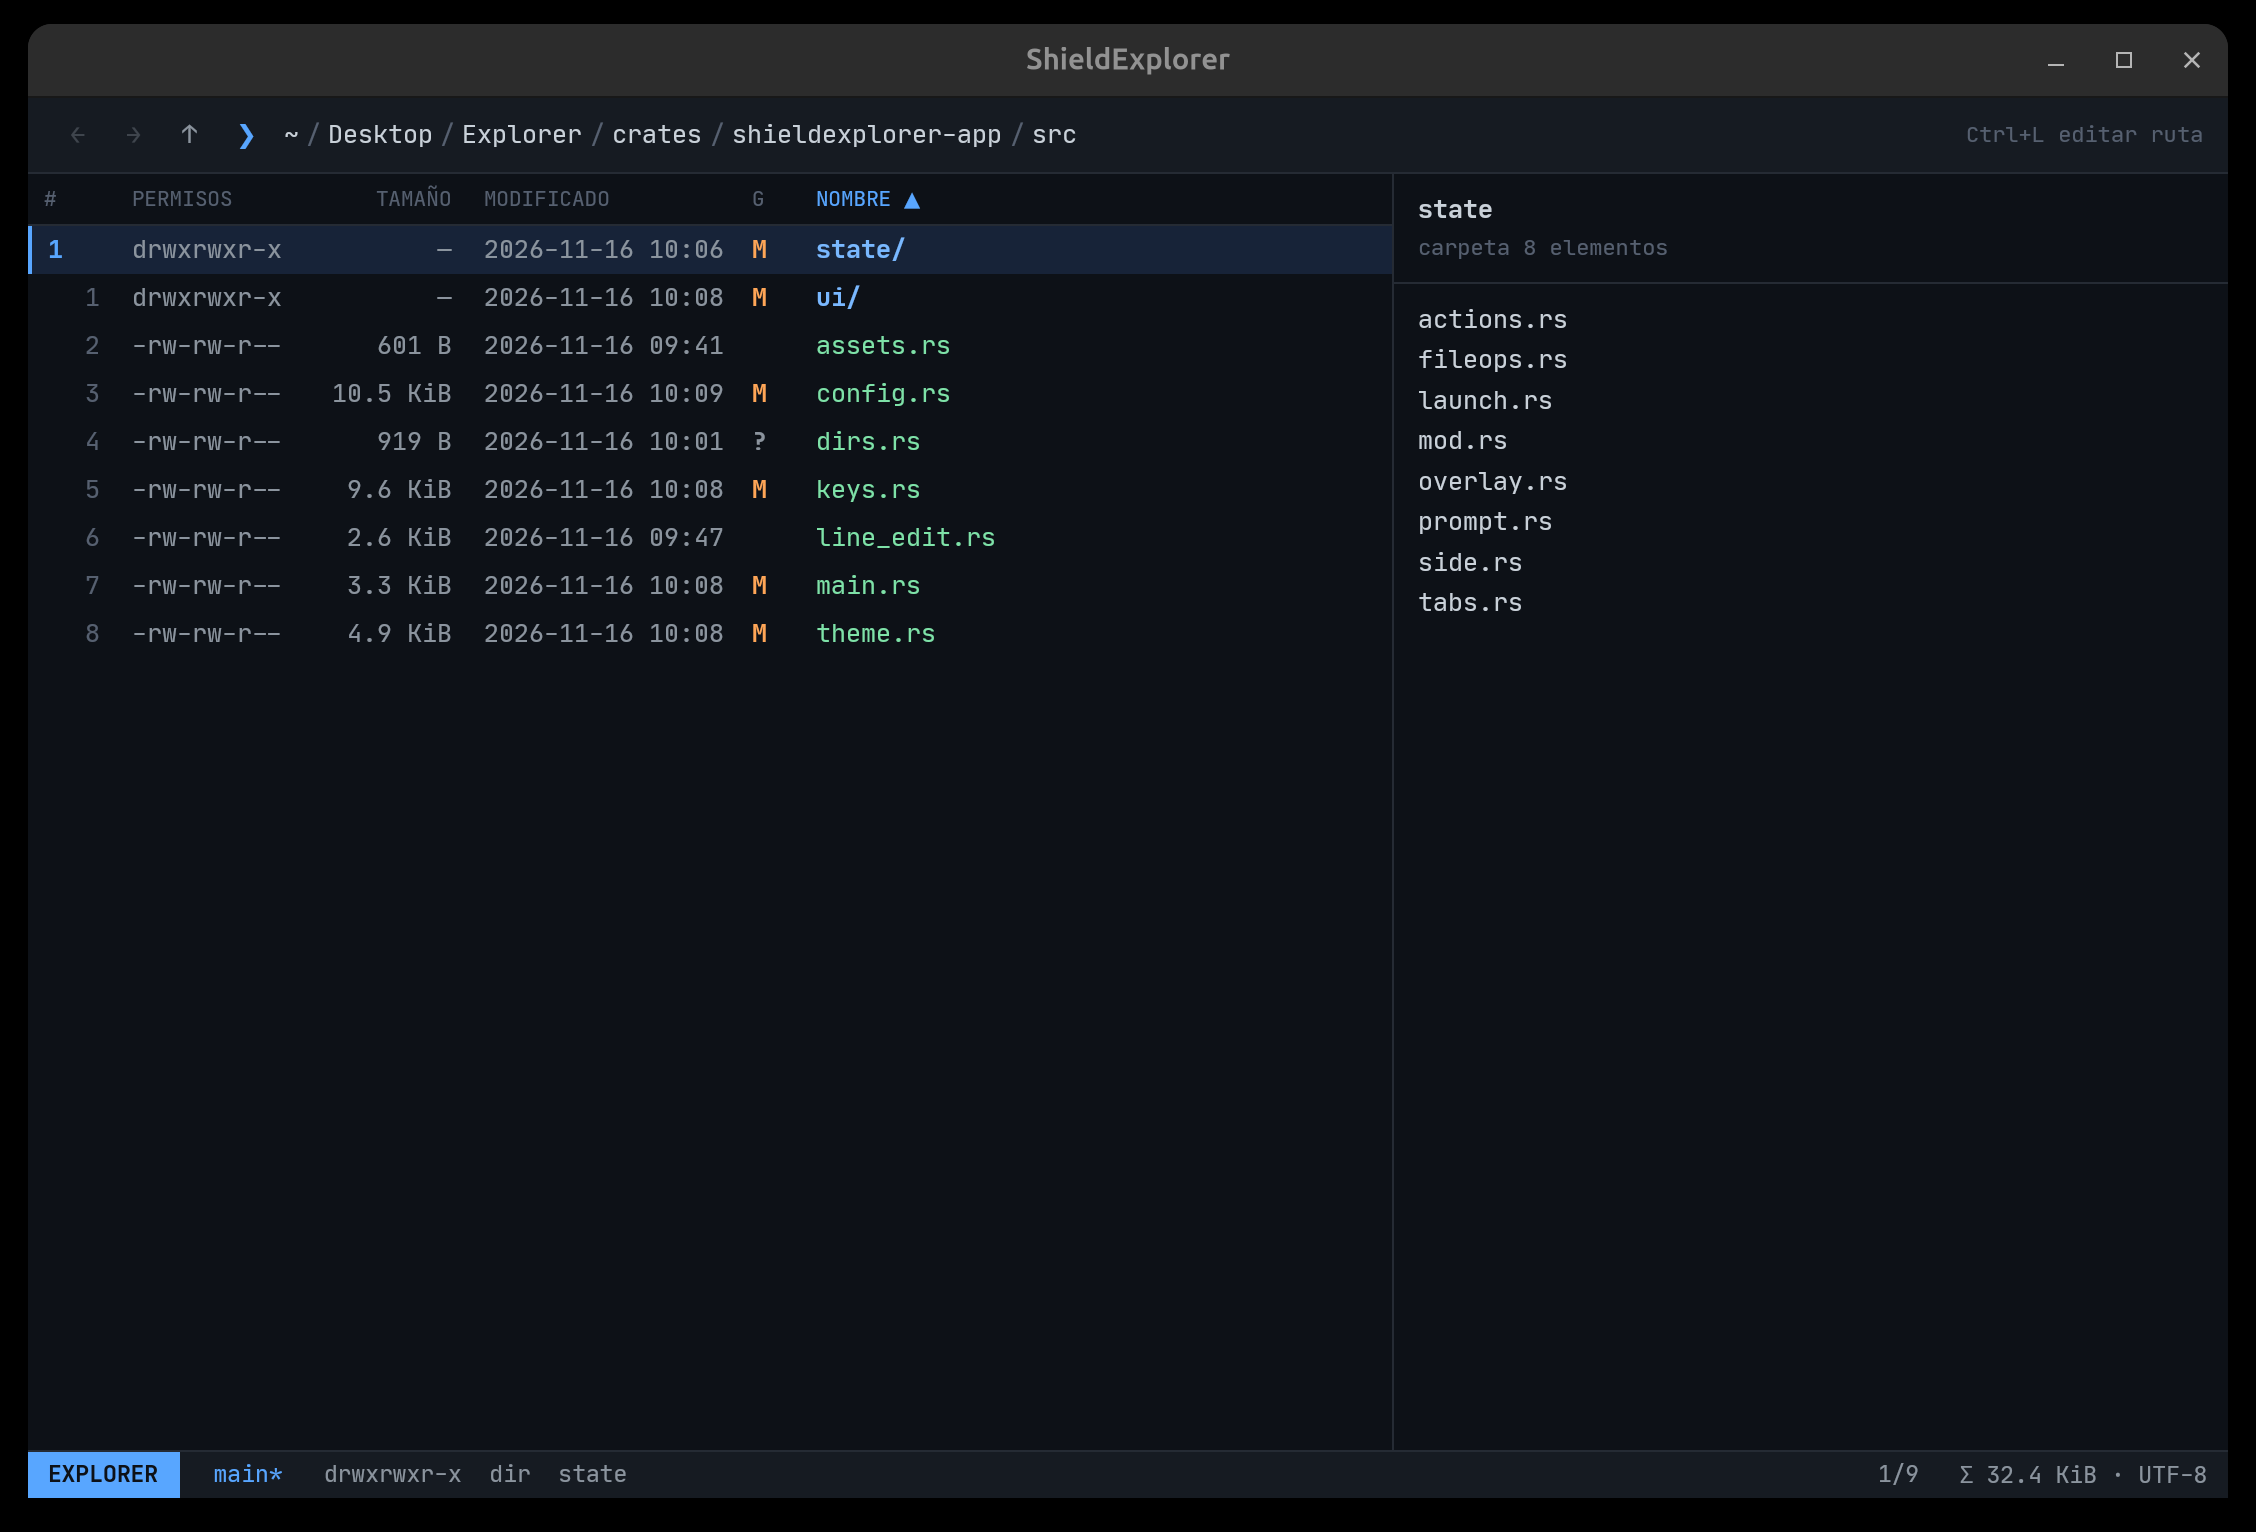 ShieldExplorer
← → ↑ ❯ ~ / Desktop / Explorer / crates / shieldexplorer-app / src Ctrl+L editar ruta
# PERMISOS TAMAÑO MODIFICADO G NOMBRE ▲
1 drwxrwxr-x — 2026-11-16 10:06 M state/
1 drwxrwxr-x — 2026-11-16 10:08 M ui/
2 -rw-rw-r-- 601 B 2026-11-16 09:41 assets.rs
3 -rw-rw-r-- 10.5 KiB 2026-11-16 10:09 M config.rs
4 -rw-rw-r-- 919 B 2026-11-16 10:01 ? dirs.rs
5 -rw-rw-r-- 9.6 KiB 2026-11-16 10:08 M keys.rs
6 -rw-rw-r-- 2.6 KiB 2026-11-16 09:47 line_edit.rs
7 -rw-rw-r-- 3.3 KiB 2026-11-16 10:08 M main.rs
8 -rw-rw-r-- 4.9 KiB 2026-11-16 10:08 M theme.rs
state
carpeta 8 elementos
actions.rs
fileops.rs
launch.rs
mod.rs
overlay.rs
prompt.rs
side.rs
tabs.rs
EXPLORER main* drwxrwxr-x dir state 1/9 Σ 32.4 KiB · UTF-8